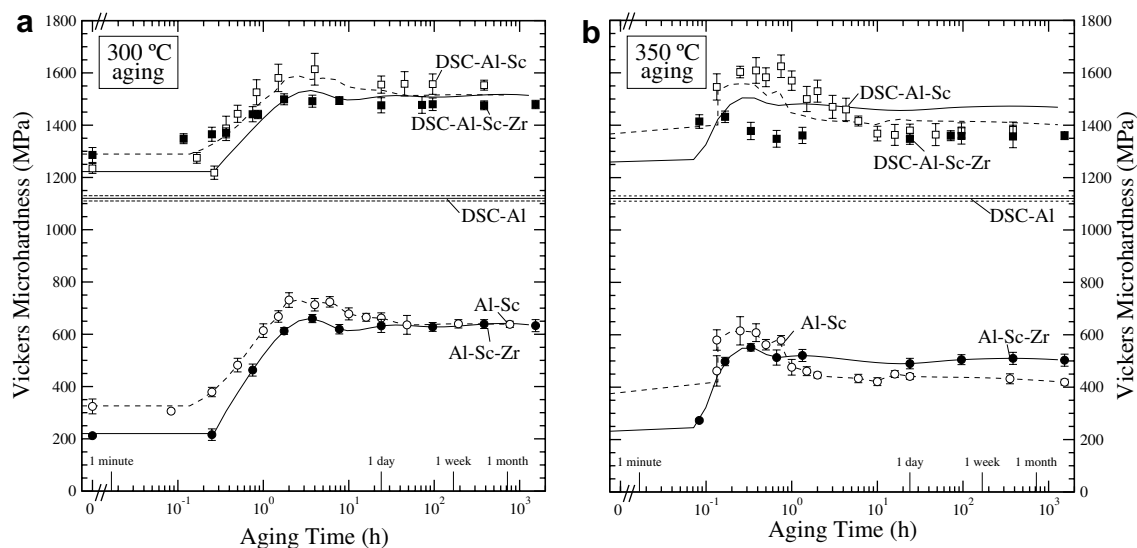 a
300 ºC
aging
DSC-Al-Sc
DSC-Al-Sc-Zr
DSC-Al
Al-Sc
Al-Sc-Zr
1 minute
1 day
1 week
1 month
Vickers Microhardness (MPa)
1800
1600
1400
1200
1000
800
600
400
200
0
0
10⁻¹
10⁰
10¹
10²
10³
Aging Time (h)
b
350 ºC
aging
DSC-Al-Sc
DSC-Al-Sc-Zr
DSC-Al
Al-Sc
Al-Sc-Zr
1 minute
1 day
1 week
1 month
0
10⁻¹
10⁰
10¹
10²
10³
Aging Time (h)
1800
1600
1400
1200
1000
800
600
400
200
0
Vickers Microhardness (MPa)